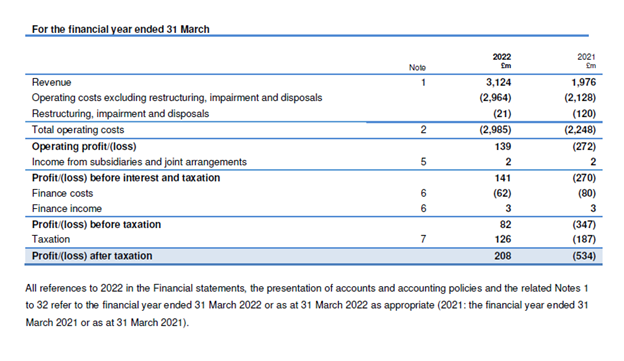 For the financial year ended 31 March
2022 2021
Note £m £m
Revenue 1 3,124 1,976
Operating costs excluding restructuring, impairment and disposals (2,964) (2,128)
Restructuring, impairment and disposals (21) (120)
Total operating costs 2 (2,985) (2,248)
Operating profit/(loss) 139 (272)
Income from subsidiaries and joint arrangements 5 2 2
Profit/(loss) before interest and taxation 141 (270)
Finance costs 6 (62) (80)
Finance income 6 3 3
Profit/(loss) before taxation 82 (347)
Taxation 7 126 (187)
Profit/(loss) after taxation 208 (534)
All references to 2022 in the Financial statements, the presentation of accounts and accounting policies and the related Notes 1
to 32 refer to the financial year ended 31 March 2022 or as at 31 March 2022 as appropriate (2021: the financial year ended 31
March 2021 or as at 31 March 2021).